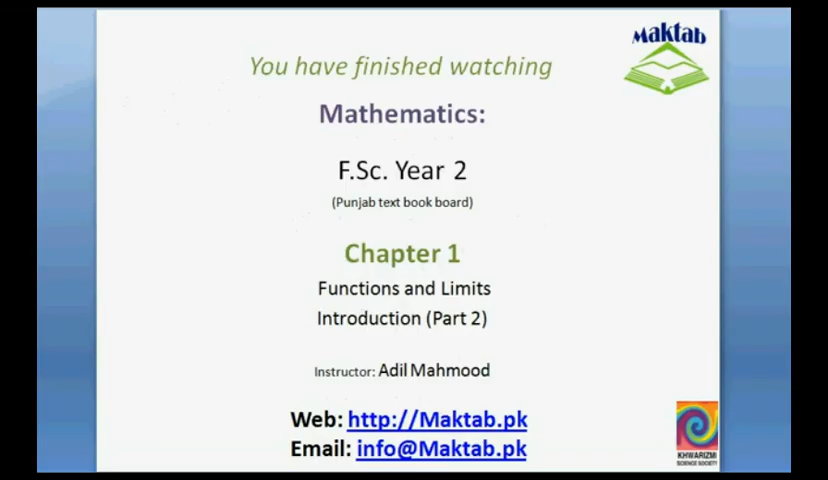 Maktab
You have finished watching
Mathematics:
F.Sc. Year 2
(Punjab text book board)
Chapter 1
Functions and Limits
Introduction (Part 2)
Instructor: Adil Mahmood
Web: http://Maktab.pk
Email: info@Maktab.pk
KHWARIZMI
SCIENCE SOCIETY